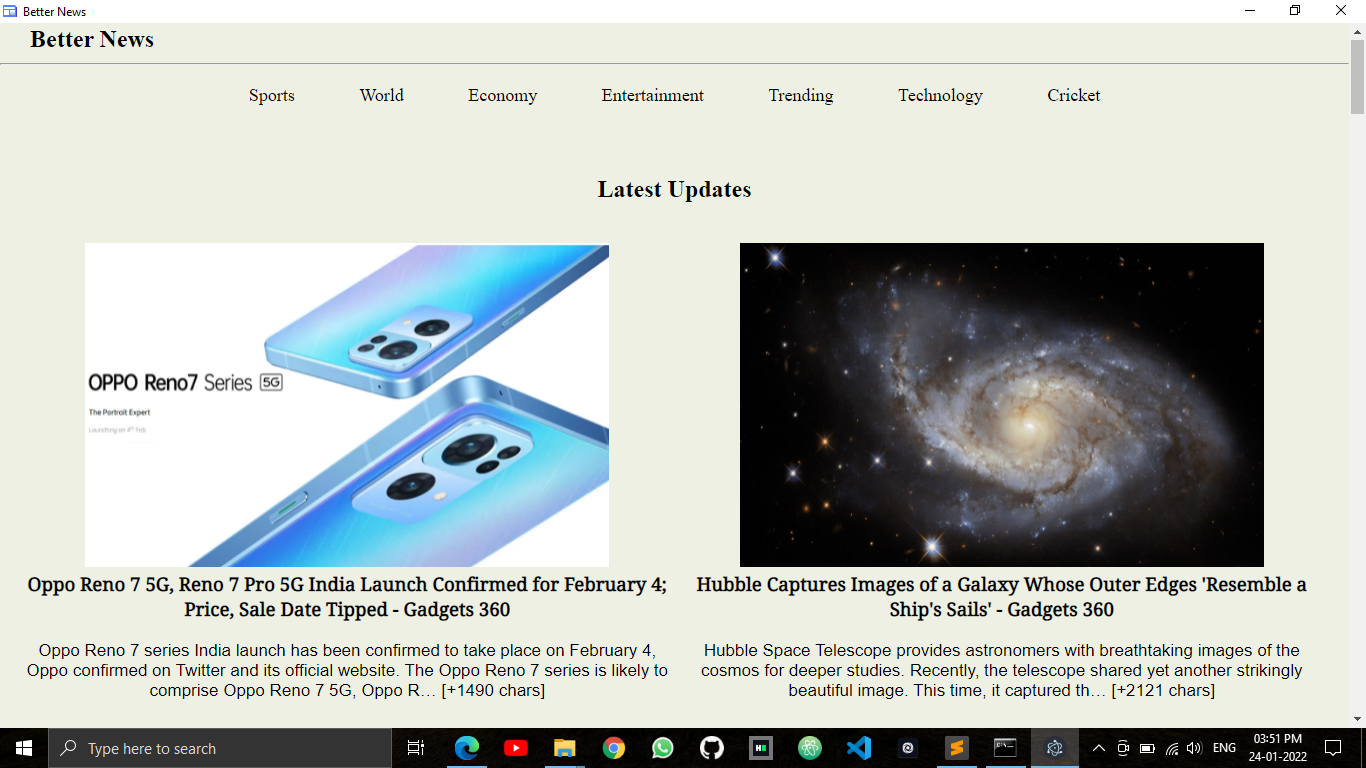 Better News
Better News
Sports World Economy Entertainment Trending Technology Cricket
Latest Updates
OPPO Reno7 Series 5G
The Portrait Expert
Launching on 4th Feb
Oppo Reno 7 5G, Reno 7 Pro 5G India Launch Confirmed for February 4;
Price, Sale Date Tipped - Gadgets 360
Oppo Reno 7 series India launch has been confirmed to take place on February 4,
Oppo confirmed on Twitter and its official website. The Oppo Reno 7 series is likely to
comprise Oppo Reno 7 5G, Oppo R… [+1490 chars]
Hubble Captures Images of a Galaxy Whose Outer Edges 'Resemble a
Ship's Sails' - Gadgets 360
Hubble Space Telescope provides astronomers with breathtaking images of the
cosmos for deeper studies. Recently, the telescope shared yet another strikingly
beautiful image. This time, it captured th… [+2121 chars]
Type here to search
ENG
03:51 PM
24-01-2022